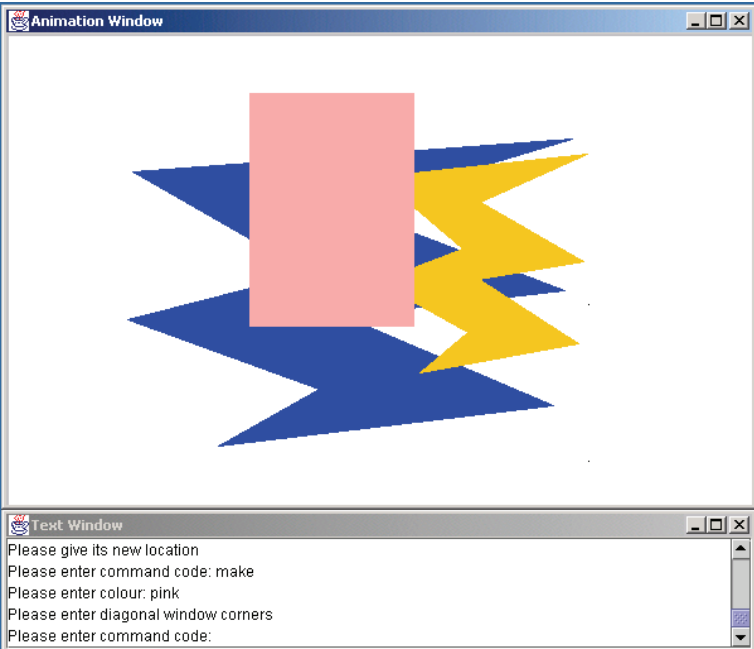 Animation Window
Text Window
Please give its new location
Please enter command code: make
Please enter colour: pink
Please enter diagonal window corners
Please enter command code: